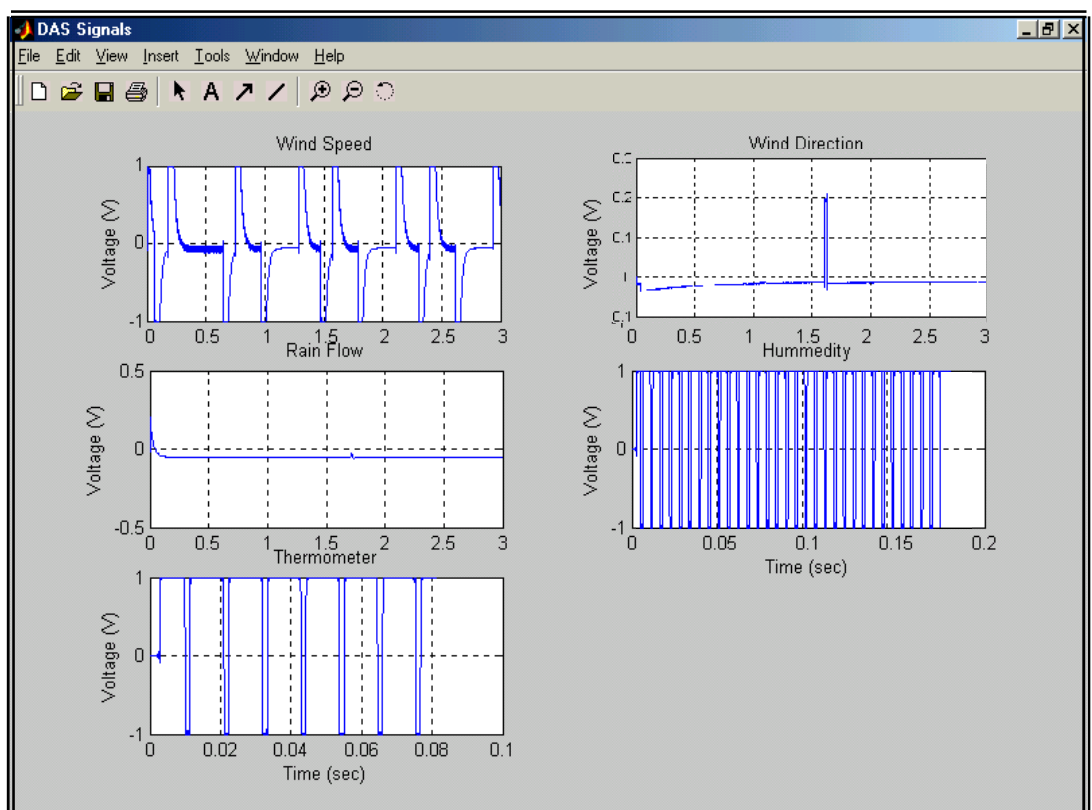 DAS Signals
File Edit View Insert Tools Window Help
A
Wind Speed
1
0
-1
Voltage (V)
0 0.5 1 1.5 2 2.5 3
Wind Direction
0.2
0.1
Voltage (V)
0 0.5 1 1.5 2 2.5 3
Rain Flow
0.5
0
-0.5
Voltage (V)
0 0.5 1 1.5 2 2.5 3
Hummedity
1
0
-1
Voltage (V)
0 0.05 0.1 0.15 0.2
Time (sec)
Thermometer
1
0
-1
Voltage (V)
0 0.02 0.04 0.06 0.08 0.1
Time (sec)